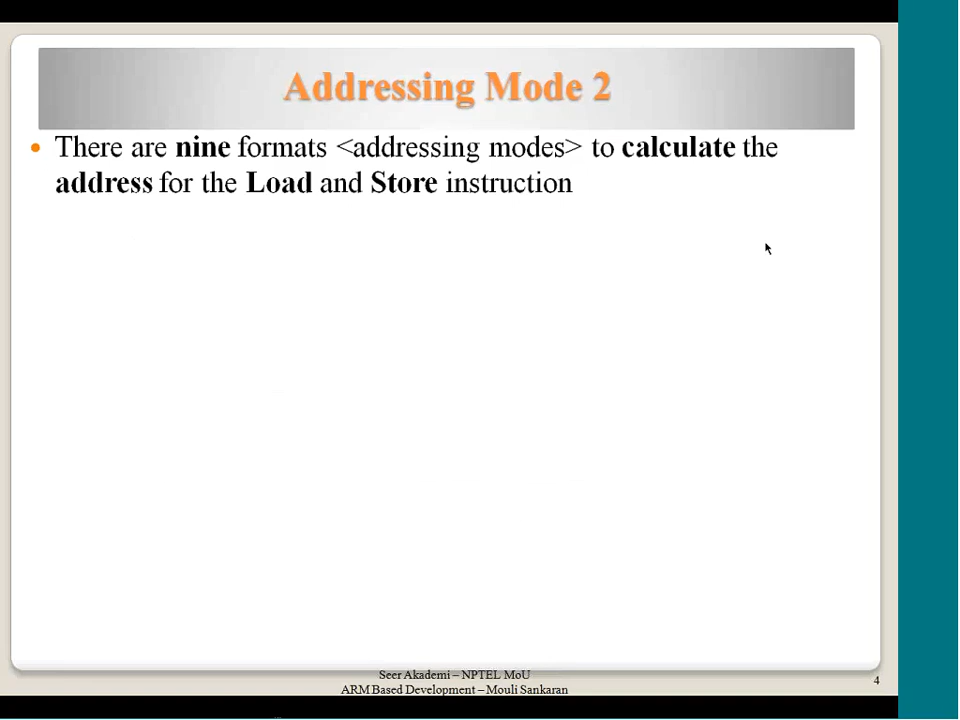 Addressing Mode 2
There are nine formats <addressing modes> to calculate the
address for the Load and Store instruction
Seer Akademi – NPTEL MoU
ARM Based Development – Mouli Sankaran
4